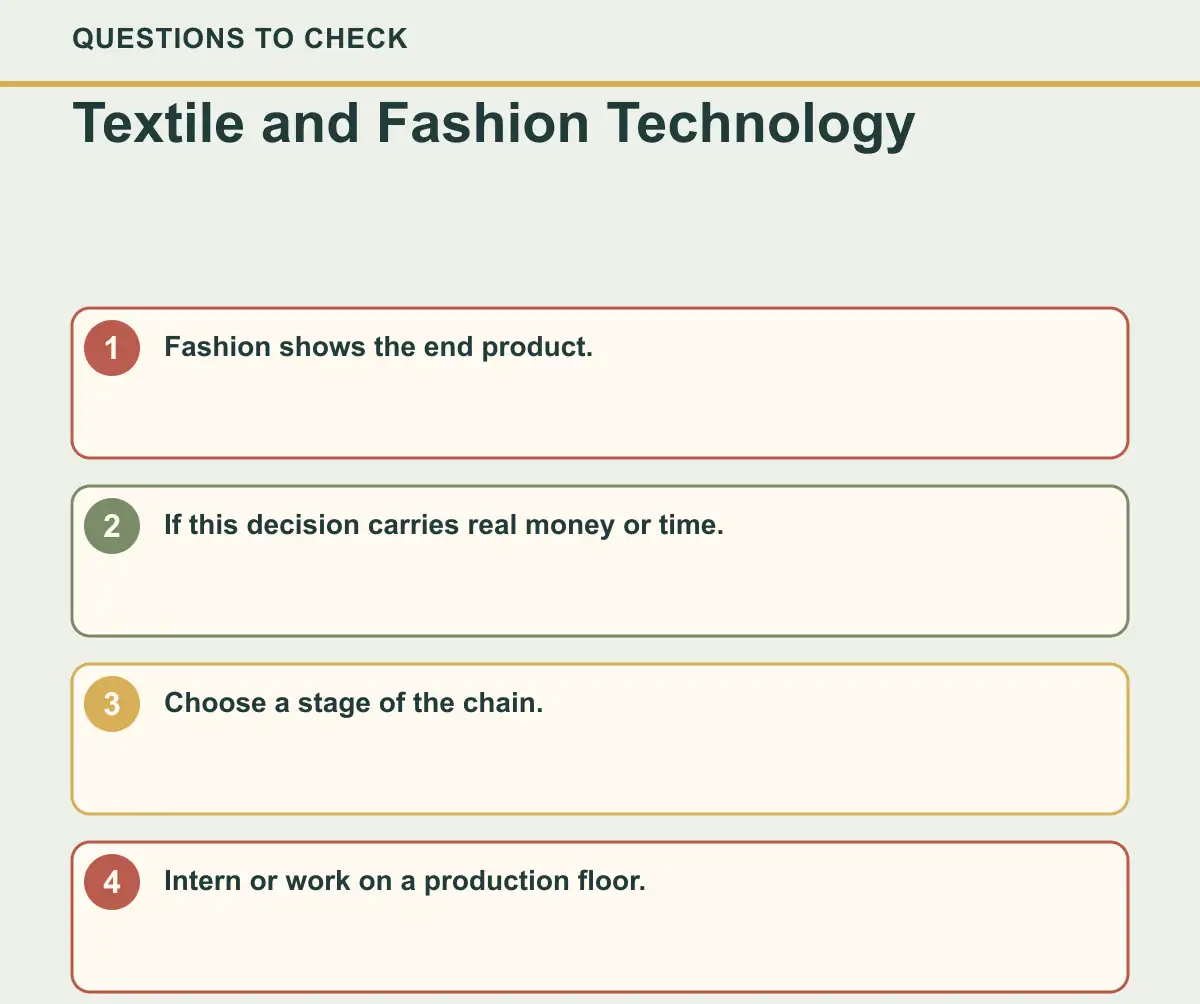 QUESTIONS TO CHECK
Textile and Fashion Technology
1
Fashion shows the end product.
2
If this decision carries real money or time.
3
Choose a stage of the chain.
4
Intern or work on a production floor.